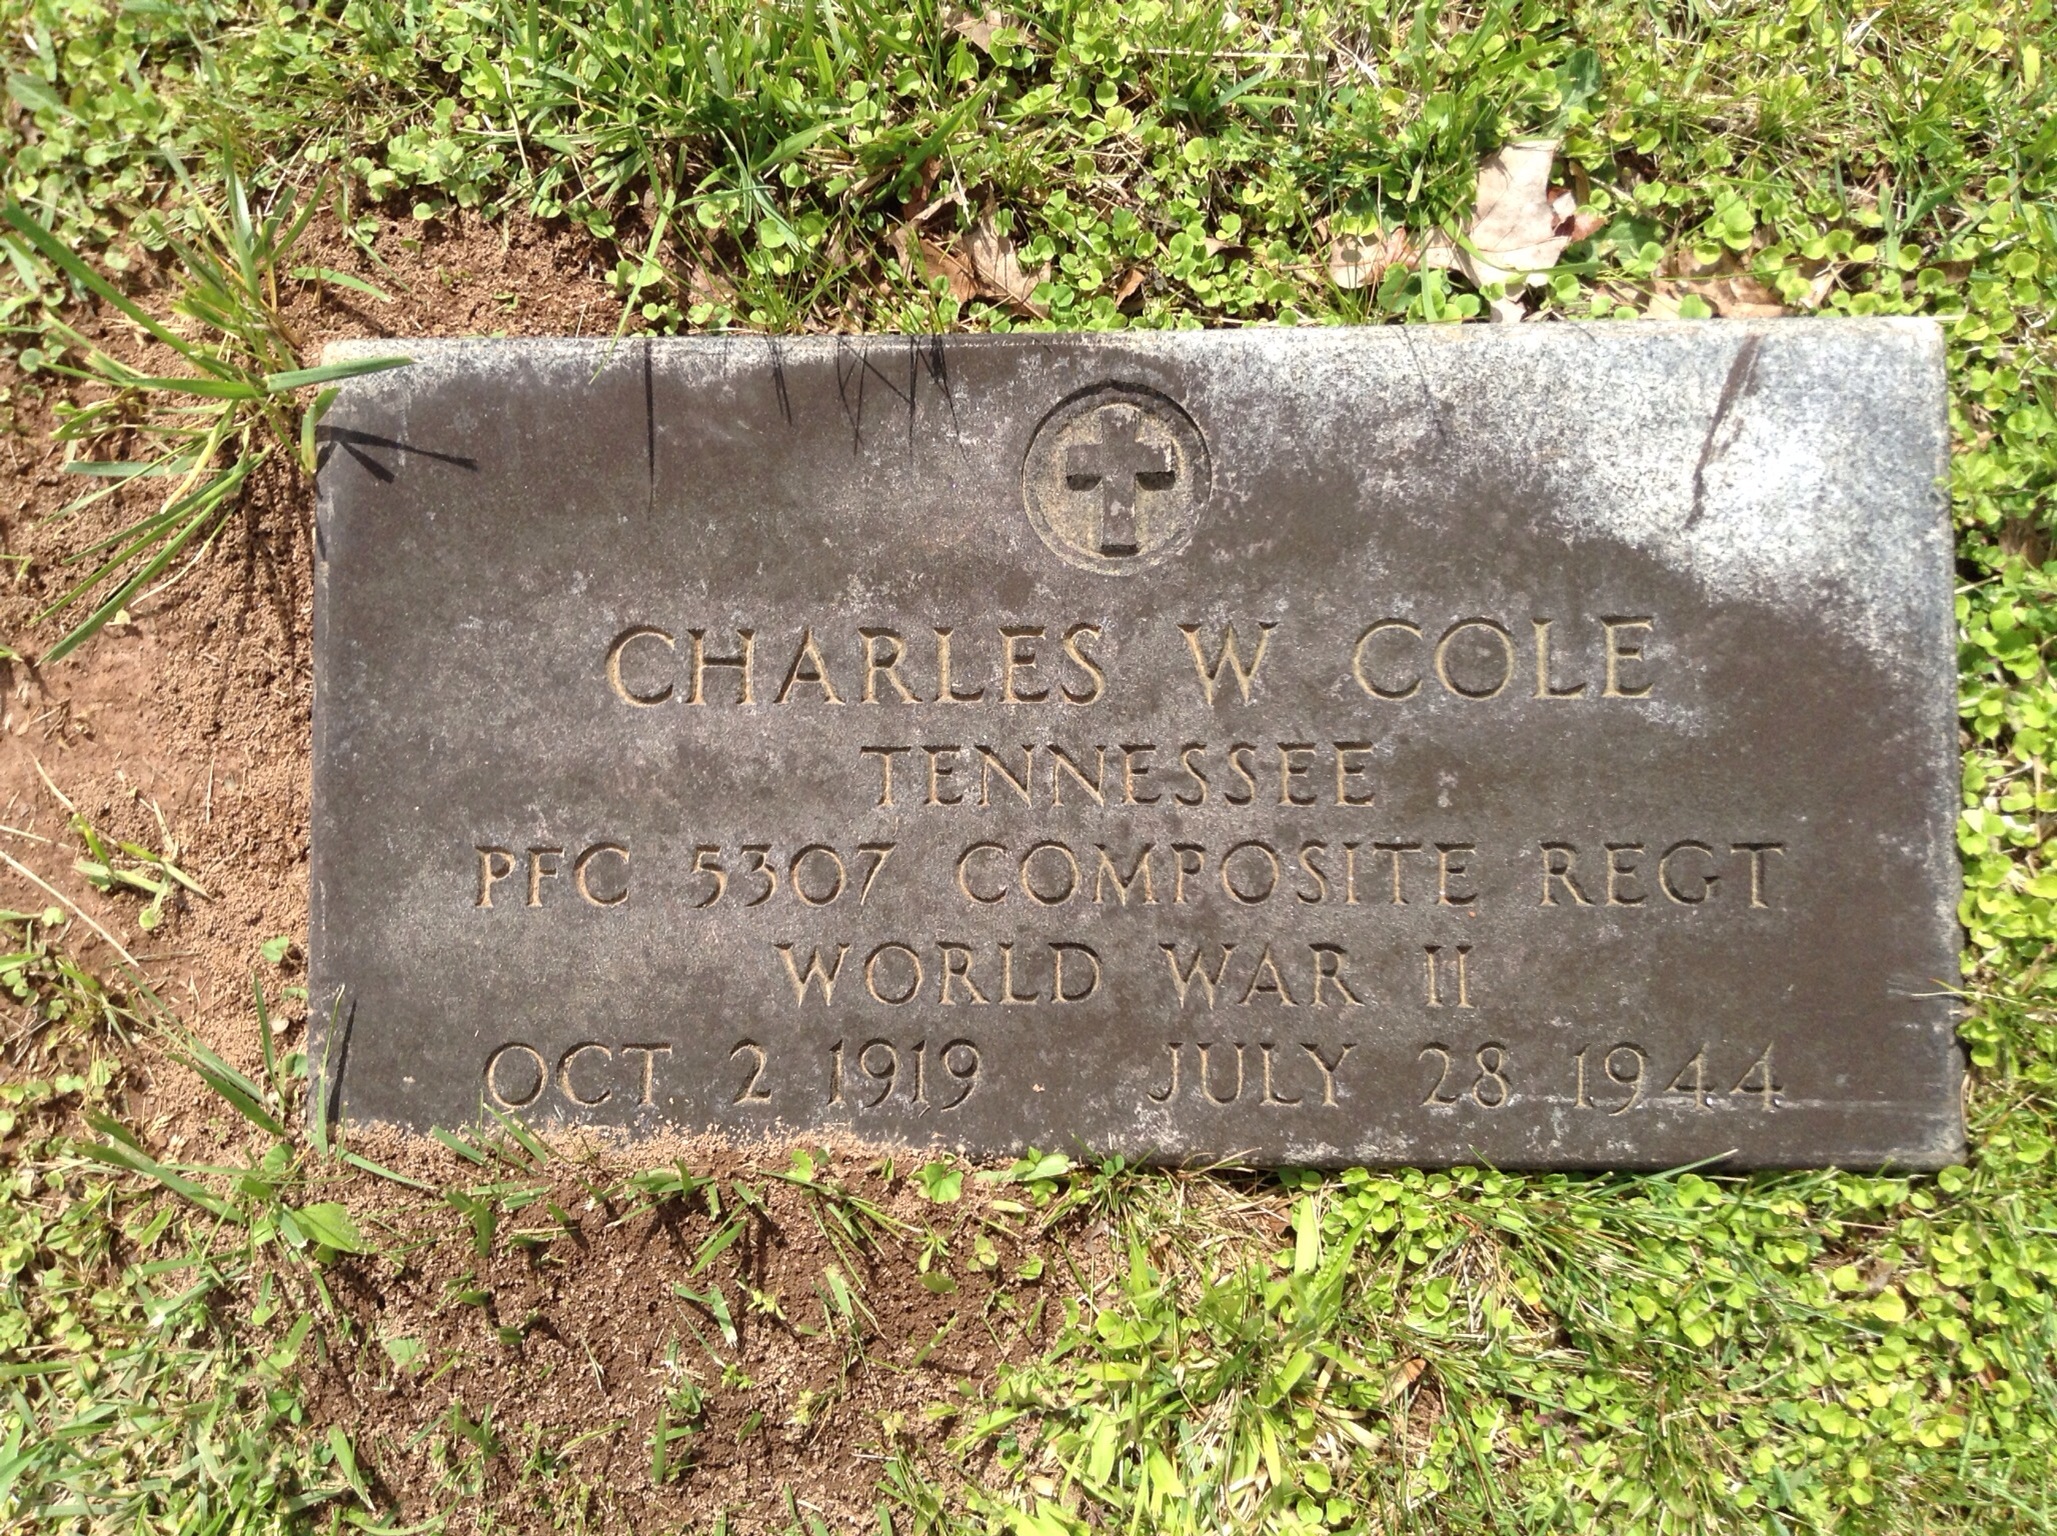 CHARLES W COLE
TENNESSEE
PFC 5307 COMPOSITE REGT
WORLD WAR II
OCT 2 1919 JULY 28 1944